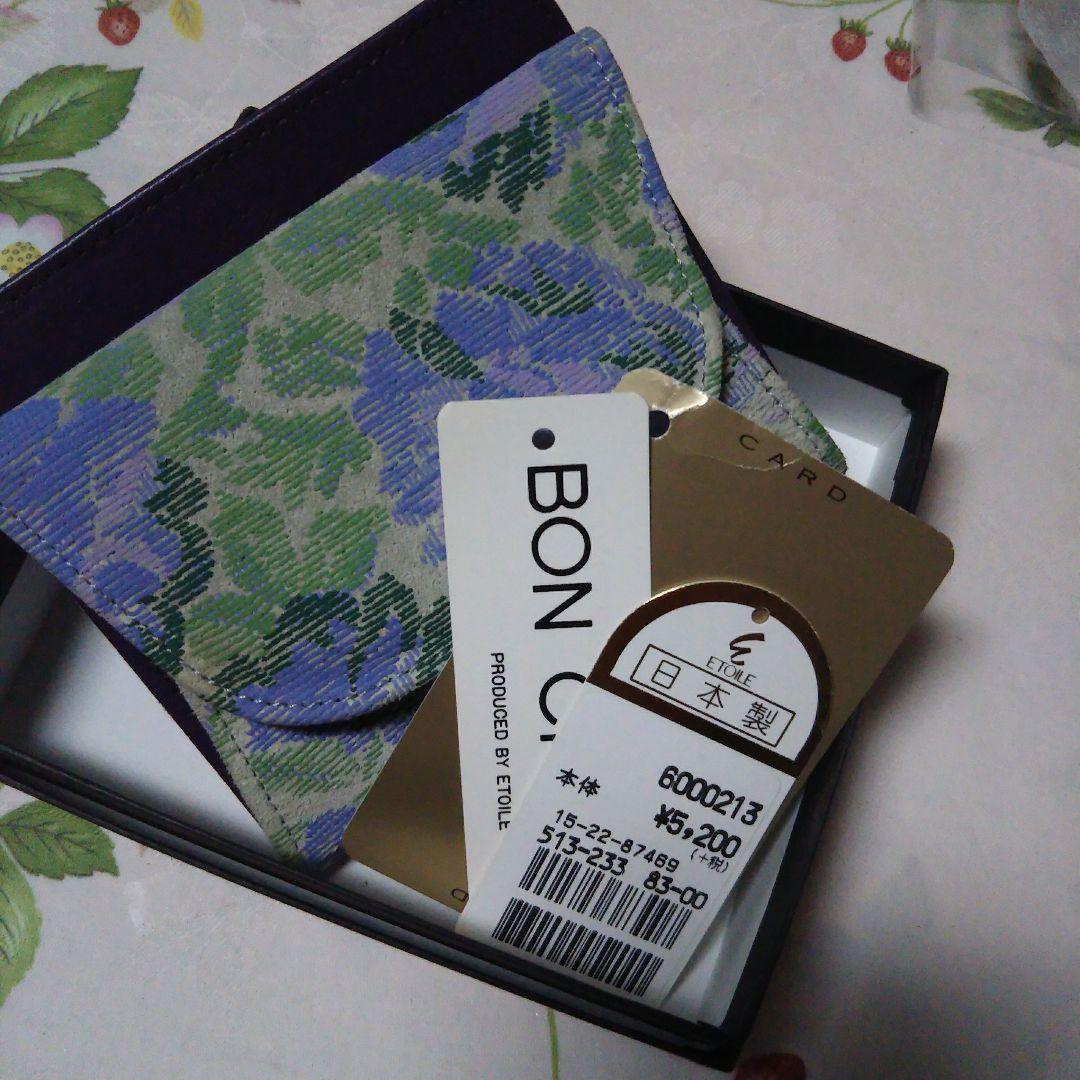 BON C
PRODUCED BY ETOILE
CARD
ETOILE
日本製
6000213
本体 ¥5,200
(+税)
15-22-87469
513-233 83-00